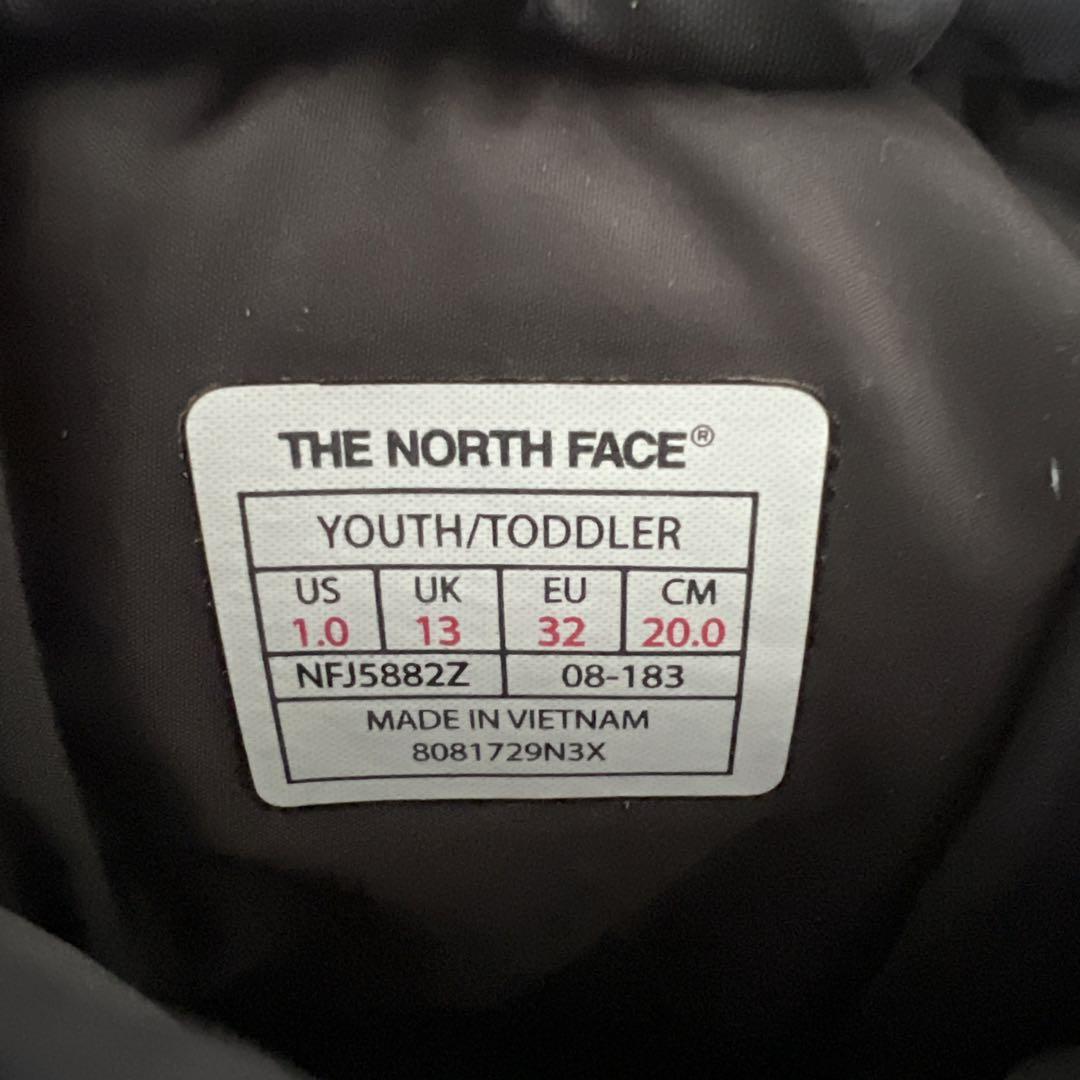 THE NORTH FACE®
YOUTH/TODDLER
US UK EU CM
1.0 13 32 20.0
NFJ5882Z 08-183
MADE IN VIETNAM
8081729N3X